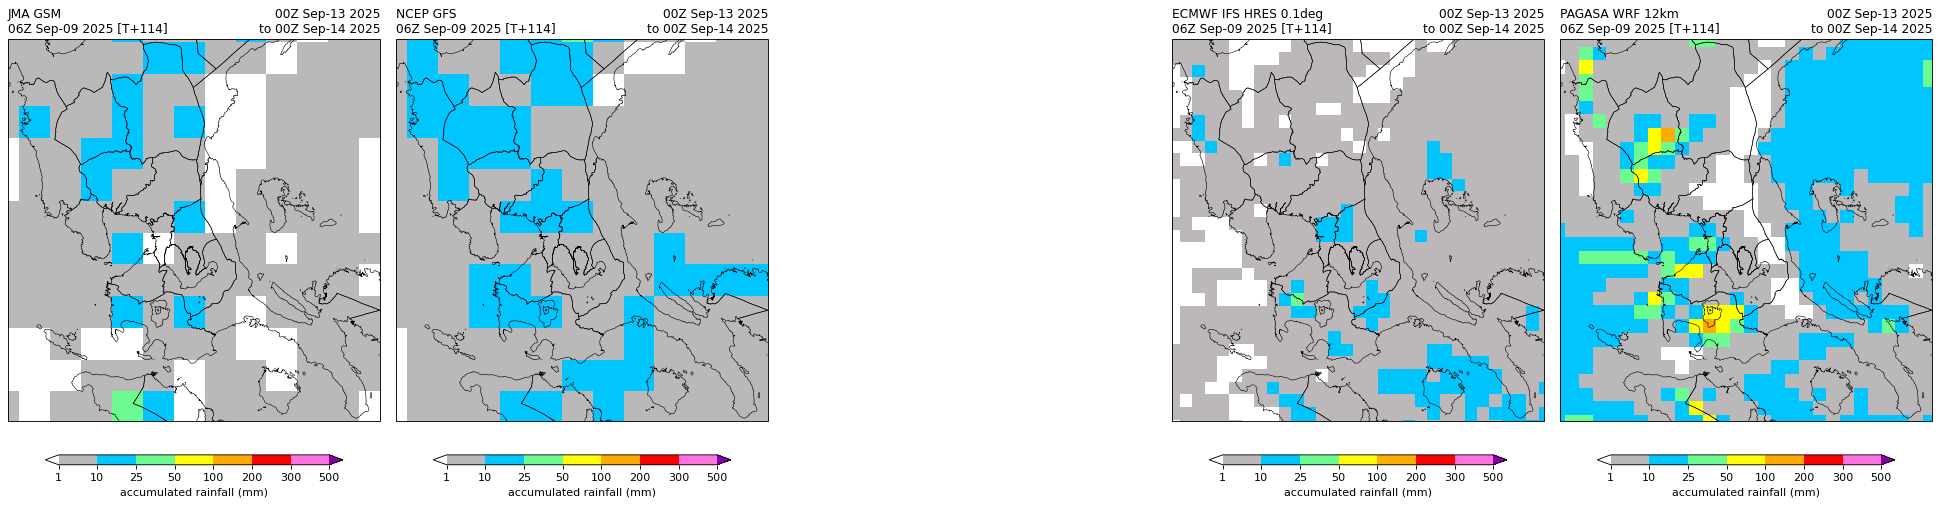 JMA GSM 00Z Sep-13 2025
06Z Sep-09 2025 [T+114] to 00Z Sep-14 2025
NCEP GFS 00Z Sep-13 2025
06Z Sep-09 2025 [T+114] to 00Z Sep-14 2025
ECMWF IFS HRES 0.1deg 00Z Sep-13 2025
06Z Sep-09 2025 [T+114] to 00Z Sep-14 2025
PAGASA WRF 12km 00Z Sep-13 2025
06Z Sep-09 2025 [T+114] to 00Z Sep-14 2025
1 10 25 50 100 200 300 500
accumulated rainfall (mm)
1 10 25 50 100 200 300 500
accumulated rainfall (mm)
1 10 25 50 100 200 300 500
accumulated rainfall (mm)
1 10 25 50 100 200 300 500
accumulated rainfall (mm)